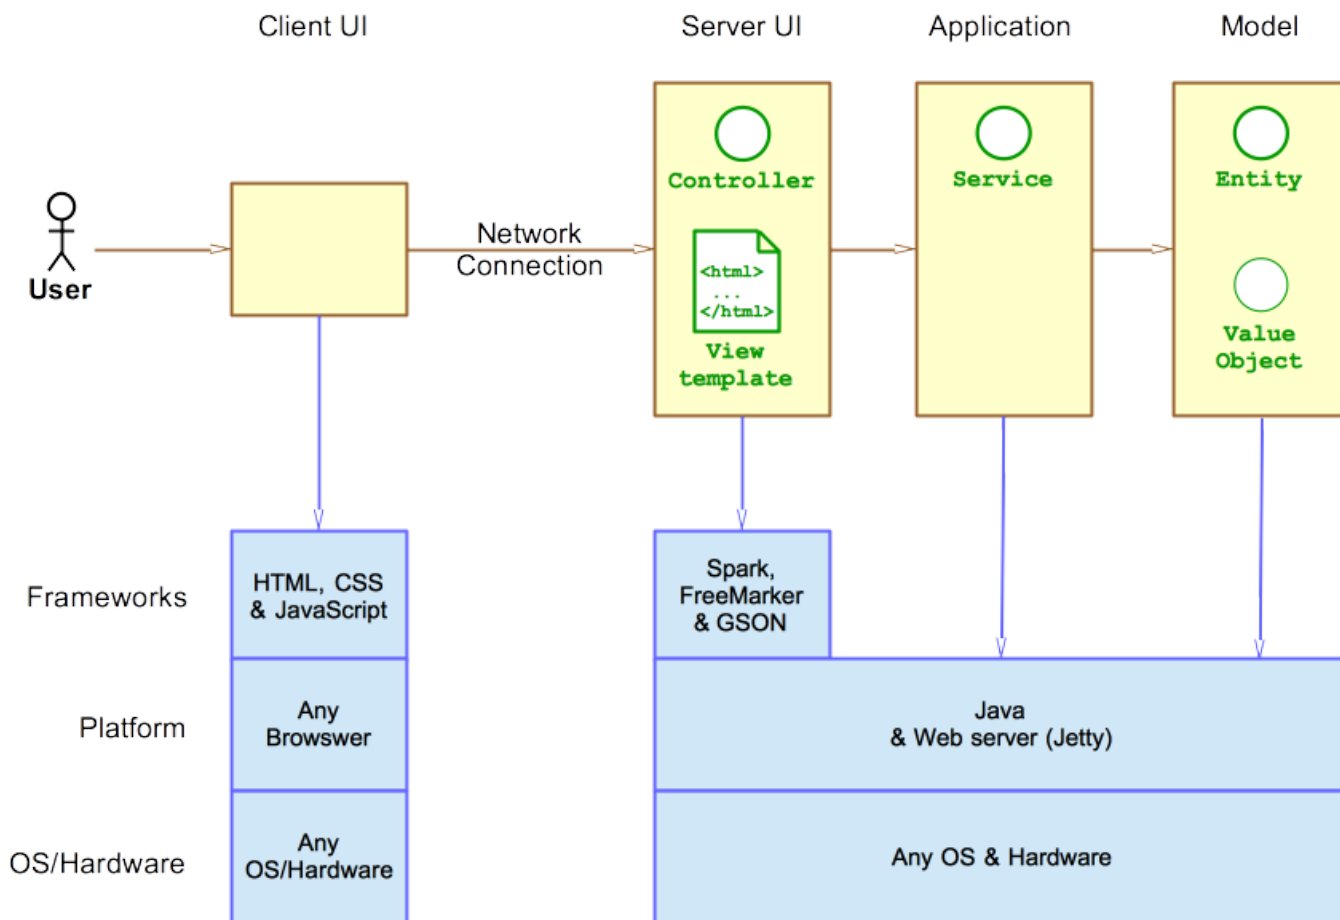 Client UI
Server UI
Application
Model
Controller
Service
Entity
User
Network
Connection
<html>
...
</html>
View
template
Value
Object
Frameworks
HTML, CSS
& JavaScript
Spark,
FreeMarker
& GSON
Platform
Any
Browswer
Java
& Web server (Jetty)
OS/Hardware
Any
OS/Hardware
Any OS & Hardware